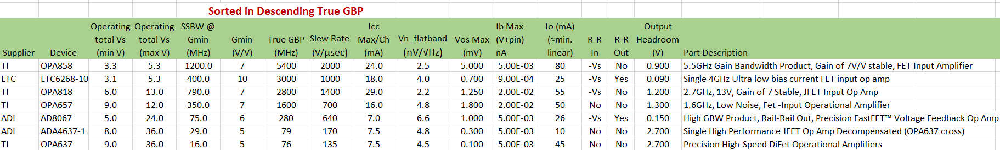 Sorted in Descending True GBP
Operating Operating SSBW @ Icc Ib Max Io (mA) Output
total Vs total Vs Gmin Gmin True GBP Slew Rate Max/Ch Vn_flatband Vos Max (V+pin) (≈min. R-R R-R Headroom
Supplier Device (min V) (max V) (MHz) (V/V) (MHz) (V/μsec) (mA) (nV/√Hz) (mV) nA linear) In Out (V) Part Description
TI OPA858 3.3 5.3 1200.0 7 5400 2000 24.0 2.5 5.000 5.00E-03 80 -Vs No 0.900 5.5GHz Gain Bandwidth Product, Gain of 7V/V stable, FET Input Amplifier
LTC LTC6268-10 3.1 5.3 400.0 10 3000 1000 18.0 4.0 0.700 9.00E-04 25 -Vs Yes 0.090 Single 4GHz Ultra low bias current FET input op amp
TI OPA818 6.0 13.0 790.0 7 2800 1400 29.0 2.2 1.250 2.00E-02 55 -Vs No 1.200 2.7GHz, 13V, Gain of 7 Stable, JFET Input Op Amp
TI OPA657 9.0 12.0 350.0 7 1600 700 16.0 4.8 1.800 2.00E-02 50 No No 1.300 1.6GHz, Low Noise, Fet -Input Operational Amplifier
ADI AD8067 5.0 24.0 75.0 6 280 640 7.0 6.6 1.000 5.00E-03 26 -Vs Yes 0.150 High GBW Product, Rail-Rail Out, Precision FastFET™ Voltage Feedback Op Amp
ADI ADA4637-1 8.0 36.0 29.0 5 79 170 7.5 4.8 0.300 5.00E-03 10 No No 2.700 Single High Performance JFET Op Amp Decompensated (OPA637 cross)
TI OPA637 9.0 36.0 16.0 5 76 135 7.5 4.5 0.100 5.00E-03 45 No No 2.700 Precision High-Speed DiFet Operational Amplifiers